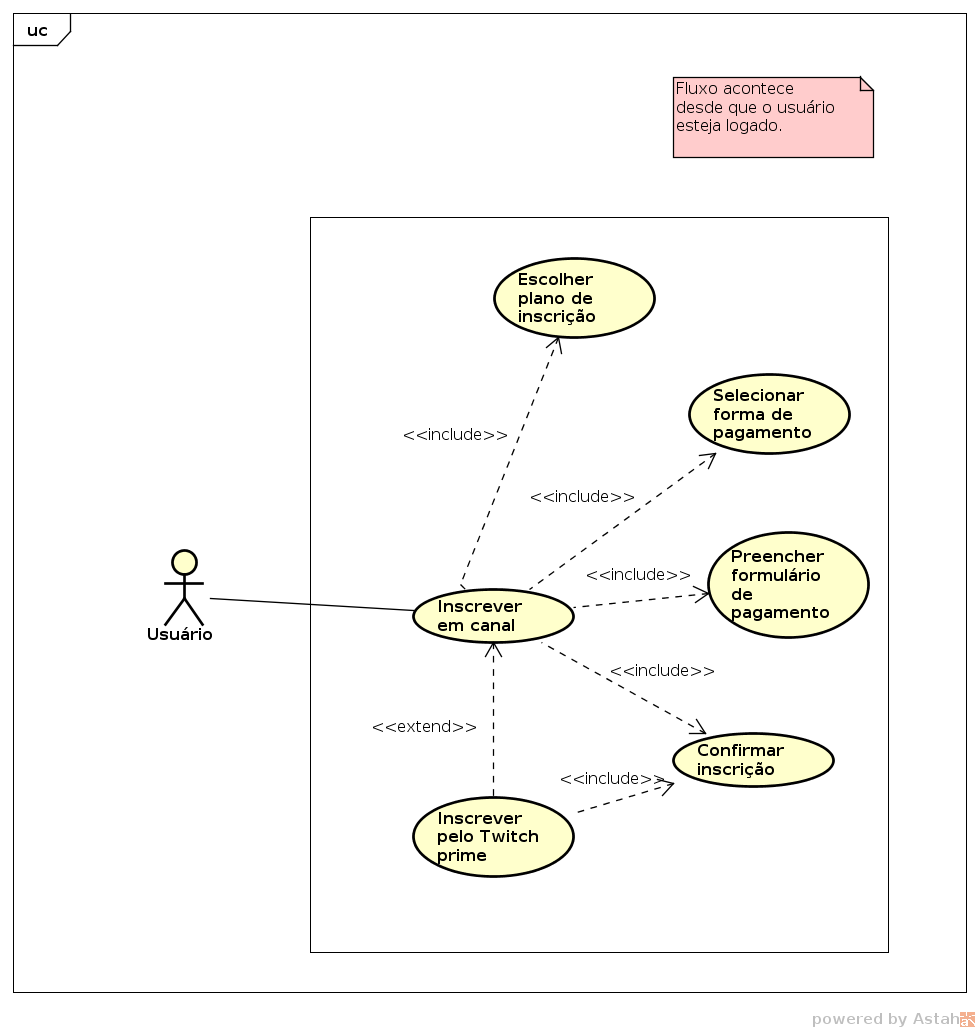 uc
Fluxo acontece
desde que o usuário
esteja logado.
Escolher
plano de
inscrição
Selecionar
forma de
pagamento
<<include>>
<<include>>
Preencher
formulário
de
pagamento
<<include>>
Inscrever
em canal
Usuário
<<include>>
<<extend>>
Confirmar
inscrição
<<include>>
Inscrever
pelo Twitch
prime
powered by Astah